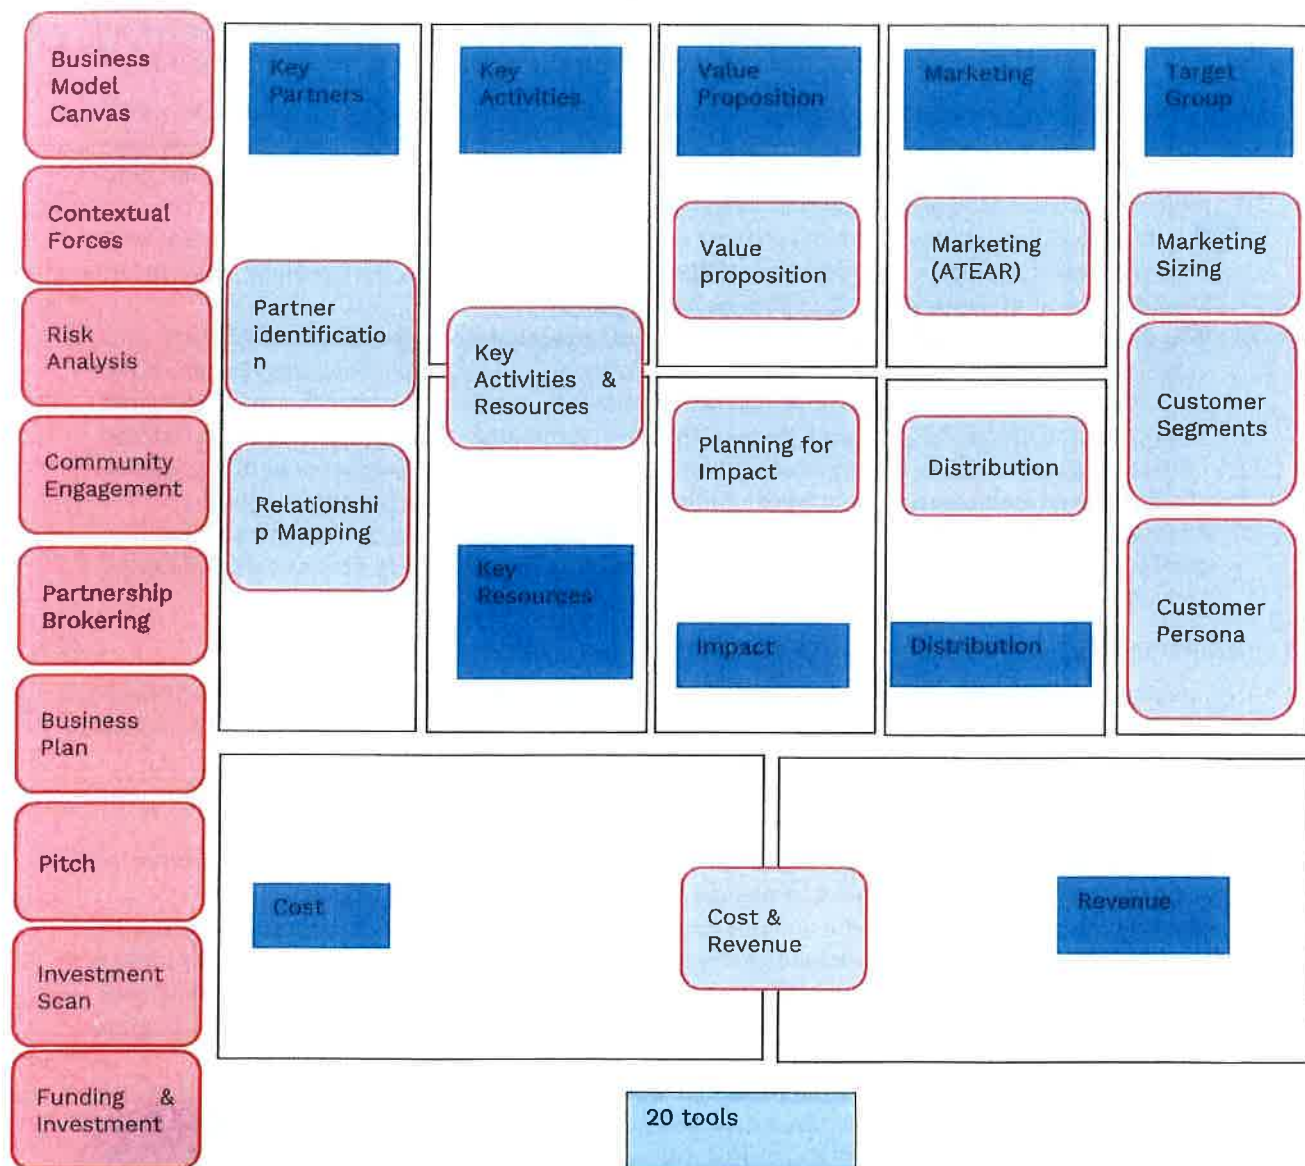 Business
Model
Canvas
Contextual
Forces
Risk
Analysis
Community
Engagement
Partnership
Brokering
Business
Plan
Pitch
Investment
Scan
Funding &
Investment
Key
Partners
Partner
identificatio
n
Relationshi
p Mapping
Key
Activities
Key
Activities &
Resources
Key
Resources
Value
Proposition
Value
proposition
Planning for
Impact
Impact
Marketing
Marketing
(ATEAR)
Distribution
Distribution
Target
Group
Marketing
Sizing
Customer
Segments
Customer
Persona
Cost
Cost &
Revenue
Revenue
20 tools